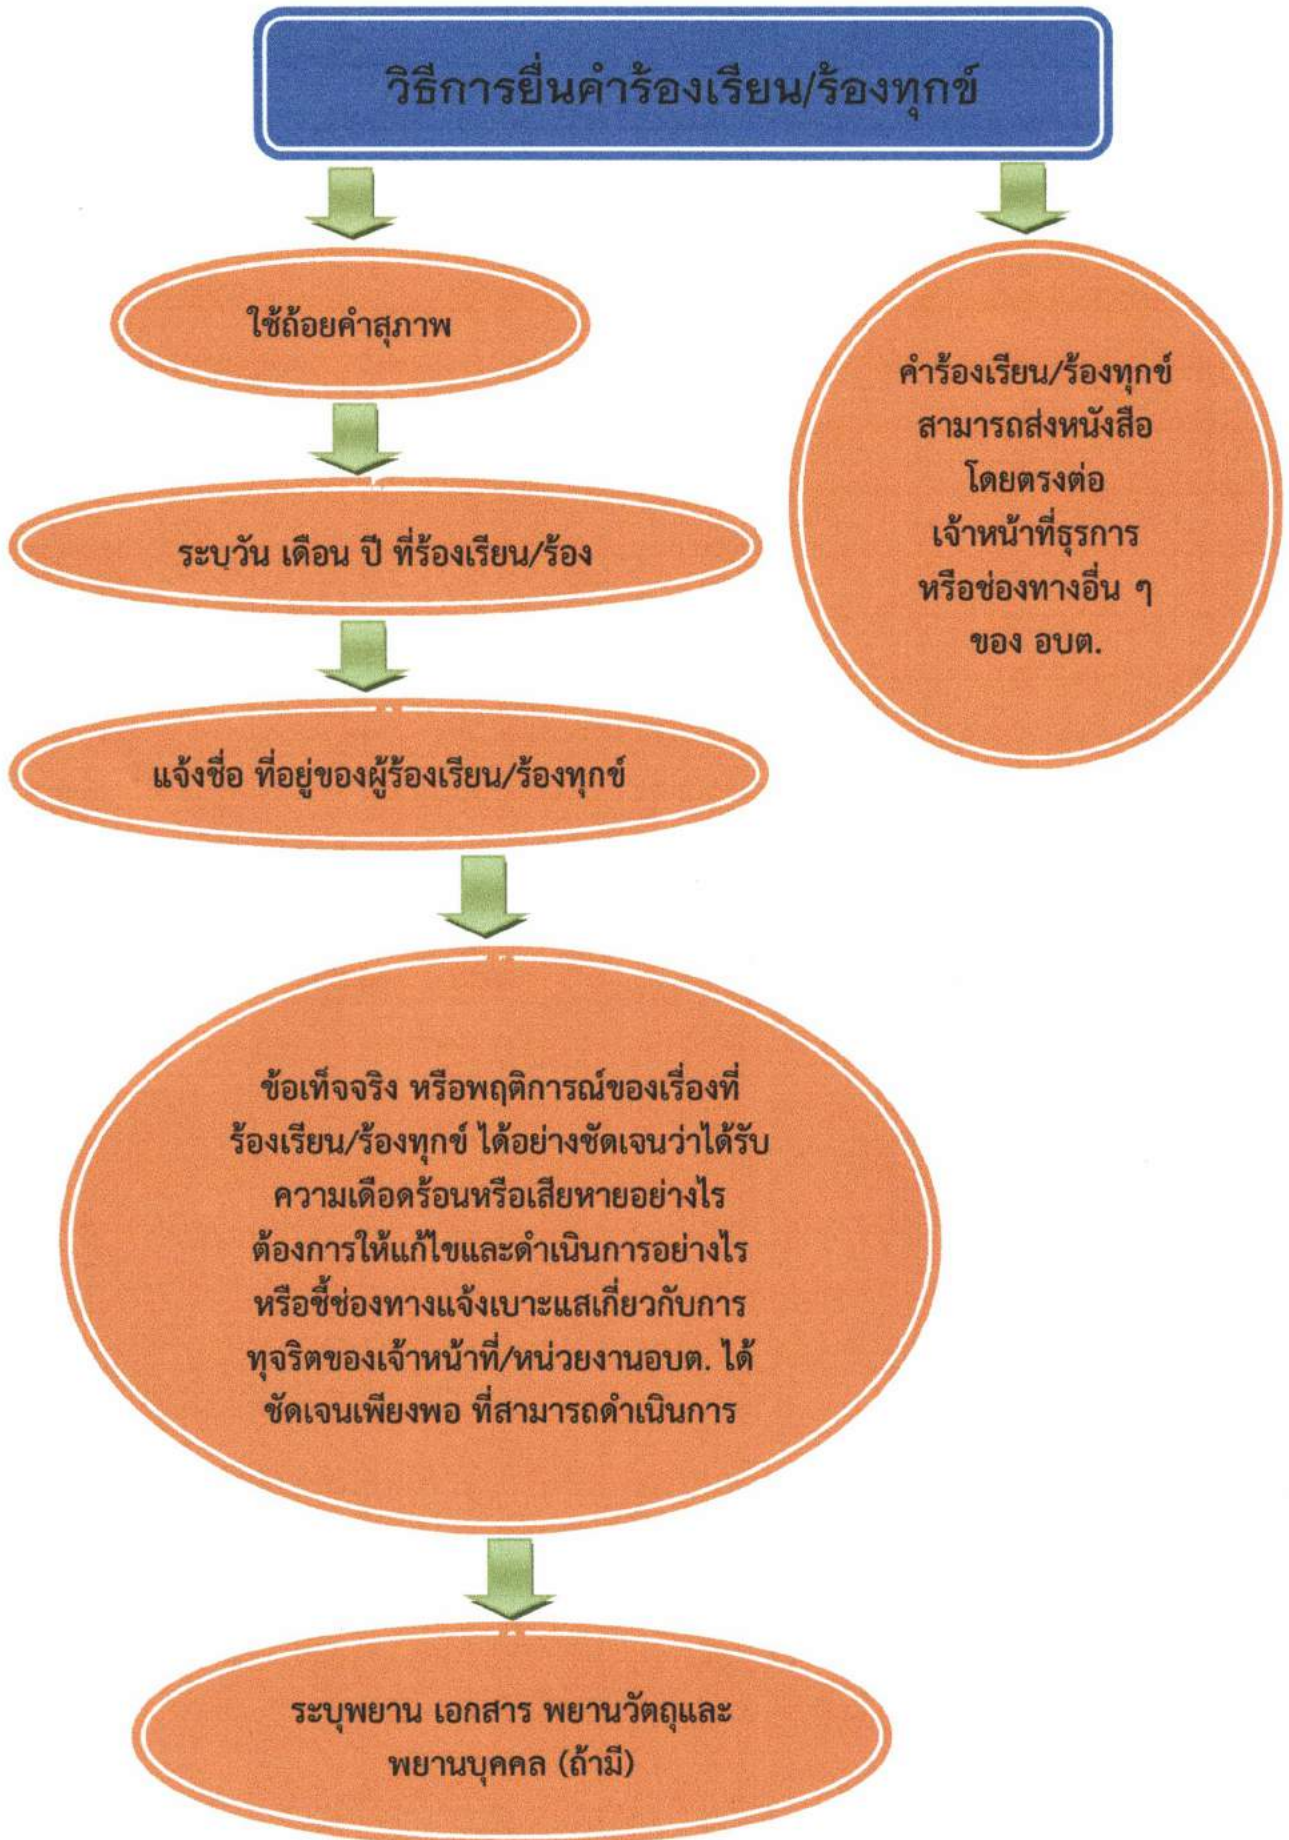 วิธีการยื่นคำร้องเรียน/ร้องทุกข์
ใช้ถ้อยคำสุภาพ
ระบุวัน เดือน ปี ที่ร้องเรียน/ร้อง
แจ้งชื่อ ที่อยู่ของผู้ร้องเรียน/ร้องทุกข์
ข้อเท็จจริง หรือพฤติการณ์ของเรื่องที่
ร้องเรียน/ร้องทุกข์ ได้อย่างชัดเจนว่าได้รับ
ความเดือดร้อนหรือเสียหายอย่างไร
ต้องการให้แก้ไขและดำเนินการอย่างไร
หรือชี้ช่องทางแจ้งเบาะแสเกี่ยวกับการ
ทุจริตของเจ้าหน้าที่/หน่วยงานอบต. ได้
ชัดเจนเพียงพอ ที่สามารถดำเนินการ
ระบุพยาน เอกสาร พยานวัตถุและ
พยานบุคคล (ถ้ามี)
คำร้องเรียน/ร้องทุกข์
สามารถส่งหนังสือ
โดยตรงต่อ
เจ้าหน้าที่ธุรการ
หรือช่องทางอื่น ๆ
ของ อบต.